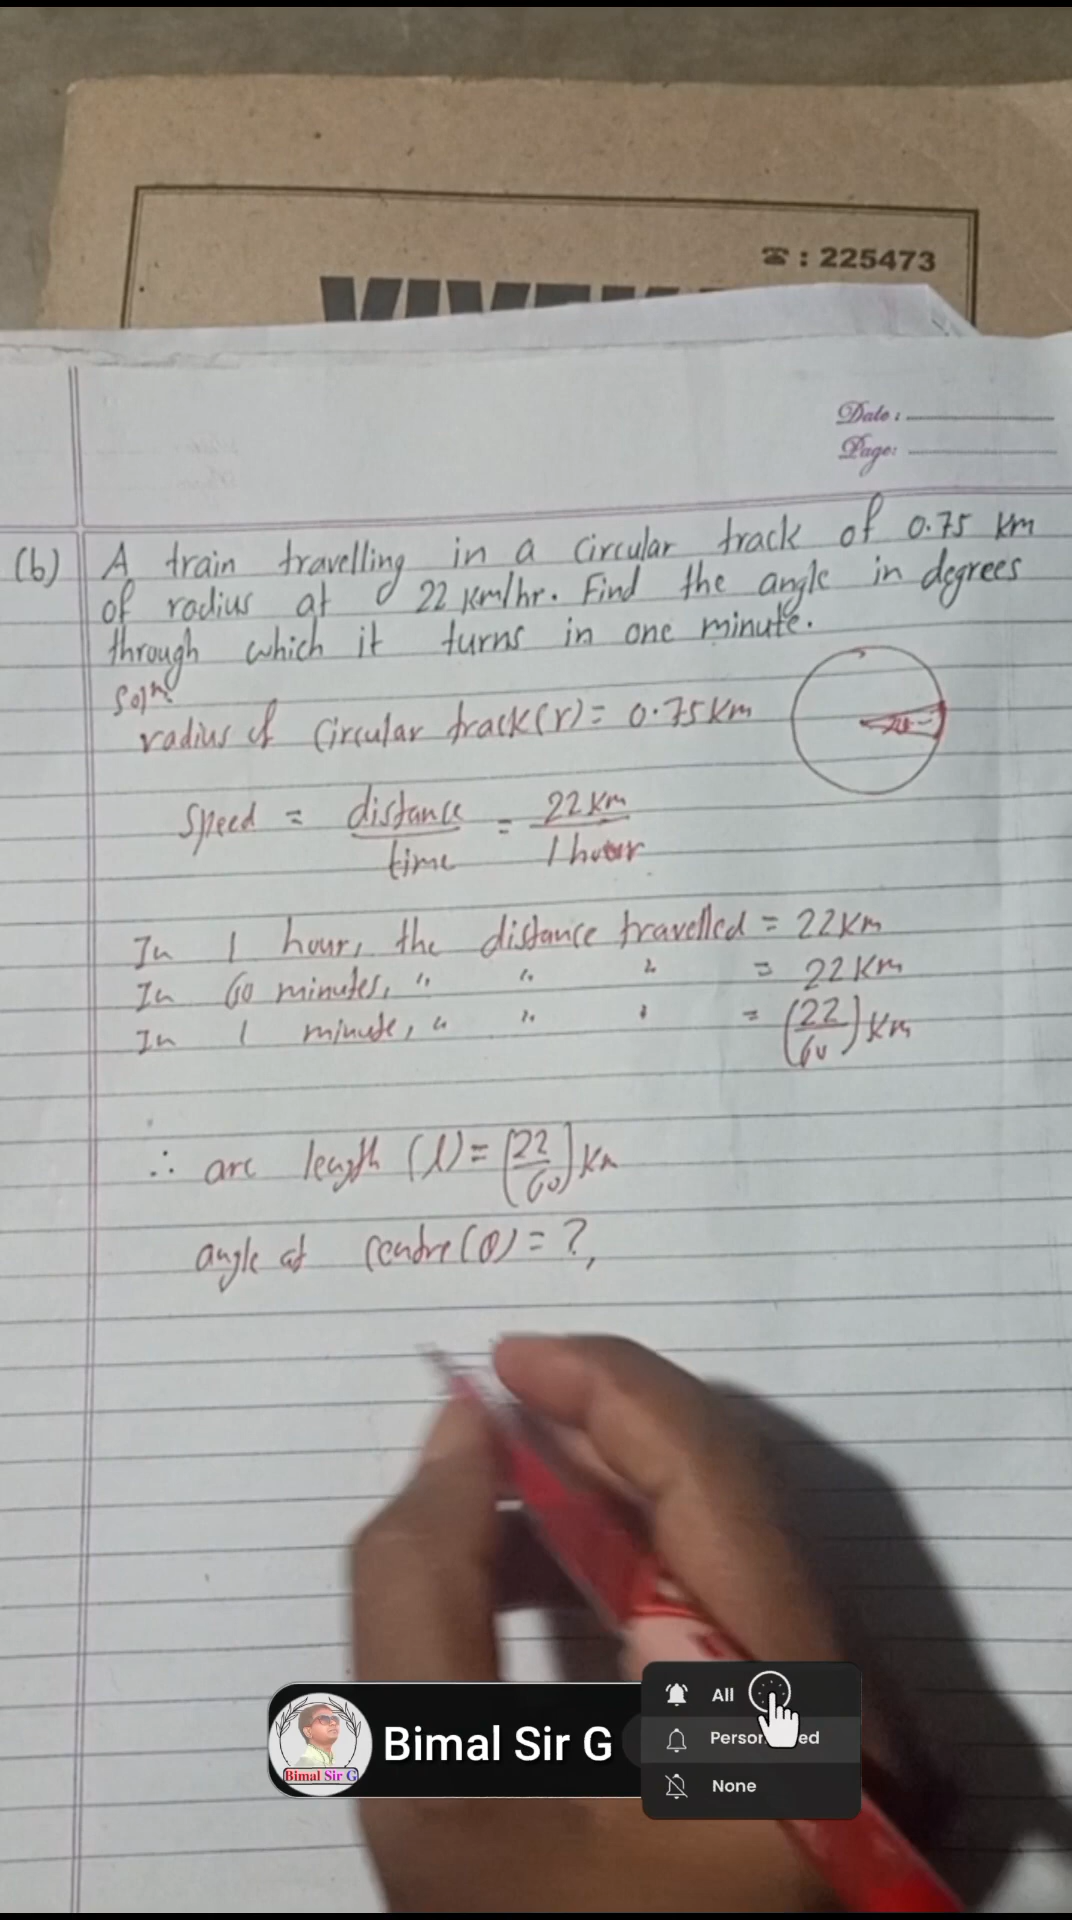 ☎ : 225473
Date :
Page:
(b) A train travelling in a circular track of 0.75 km
of radius at 22 km/hr. Find the angle in degrees
through which it turns in one minute.
Soln
radius of circular track (r) = 0.75 km
Speed = distance/time = 22 km/1 hour
In 1 hour, the distance travelled = 22 km
In 60 minutes, " " " = 22 km
In 1 minute, " " " = (22/60) km
∴ arc length (l) = (22/60) km
angle at centre (θ) = ?,
Bimal Sir G
Bimal Sir G
All
None